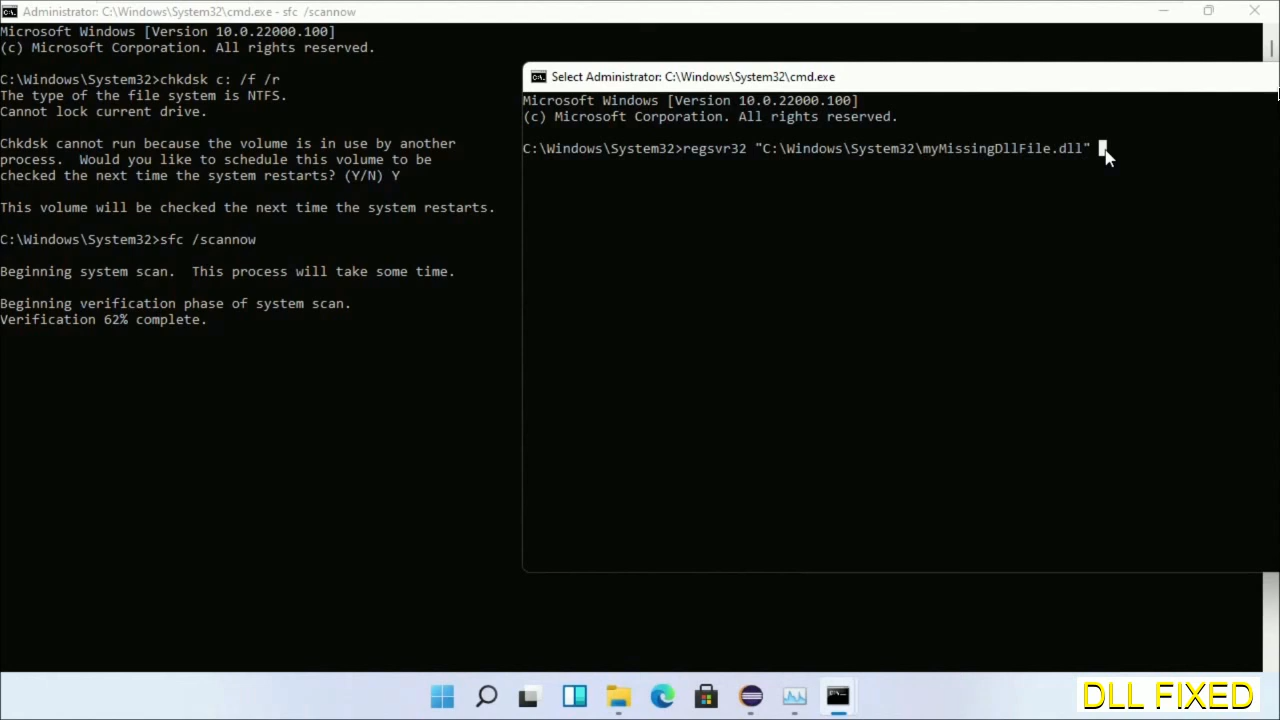 Administrator: C:\Windows\System32\cmd.exe - sfc /scannow
Microsoft Windows [Version 10.0.22000.100]
(c) Microsoft Corporation. All rights reserved.
C:\Windows\System32>chkdsk c: /f /r
The type of the file system is NTFS.
Cannot lock current drive.
Chkdsk cannot run because the volume is in use by another
process.  Would you like to schedule this volume to be
checked the next time the system restarts? (Y/N) Y
This volume will be checked the next time the system restarts.
C:\Windows\System32>sfc /scannow
Beginning system scan.  This process will take some time.
Beginning verification phase of system scan.
Verification 62% complete.
Select Administrator: C:\Windows\System32\cmd.exe
Microsoft Windows [Version 10.0.22000.100]
(c) Microsoft Corporation. All rights reserved.
C:\Windows\System32>regsvr32 "C:\Windows\System32\myMissingDllFile.dll"
DLL FIXED